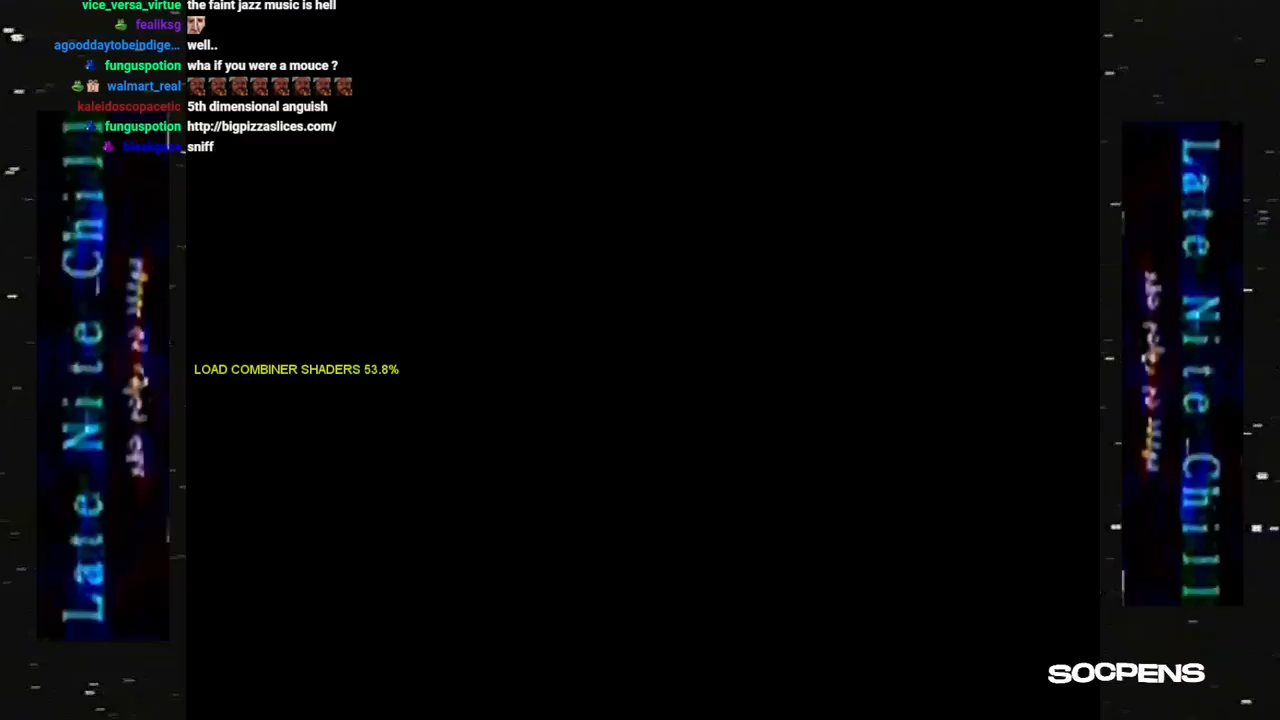 vice_versa_virtue the faint jazz music is hell
fealiksg
agooddaytobeindige... well..
funguspotion wha if you were a mouce ?
walmart_real
kaleidoscopacetic 5th dimensional anguish
funguspotion http://bigpizzaslices.com/
sniff
Late Nite Chill
LOAD COMBINER SHADERS 53.8%
Late Nite Chill
SOCPENS